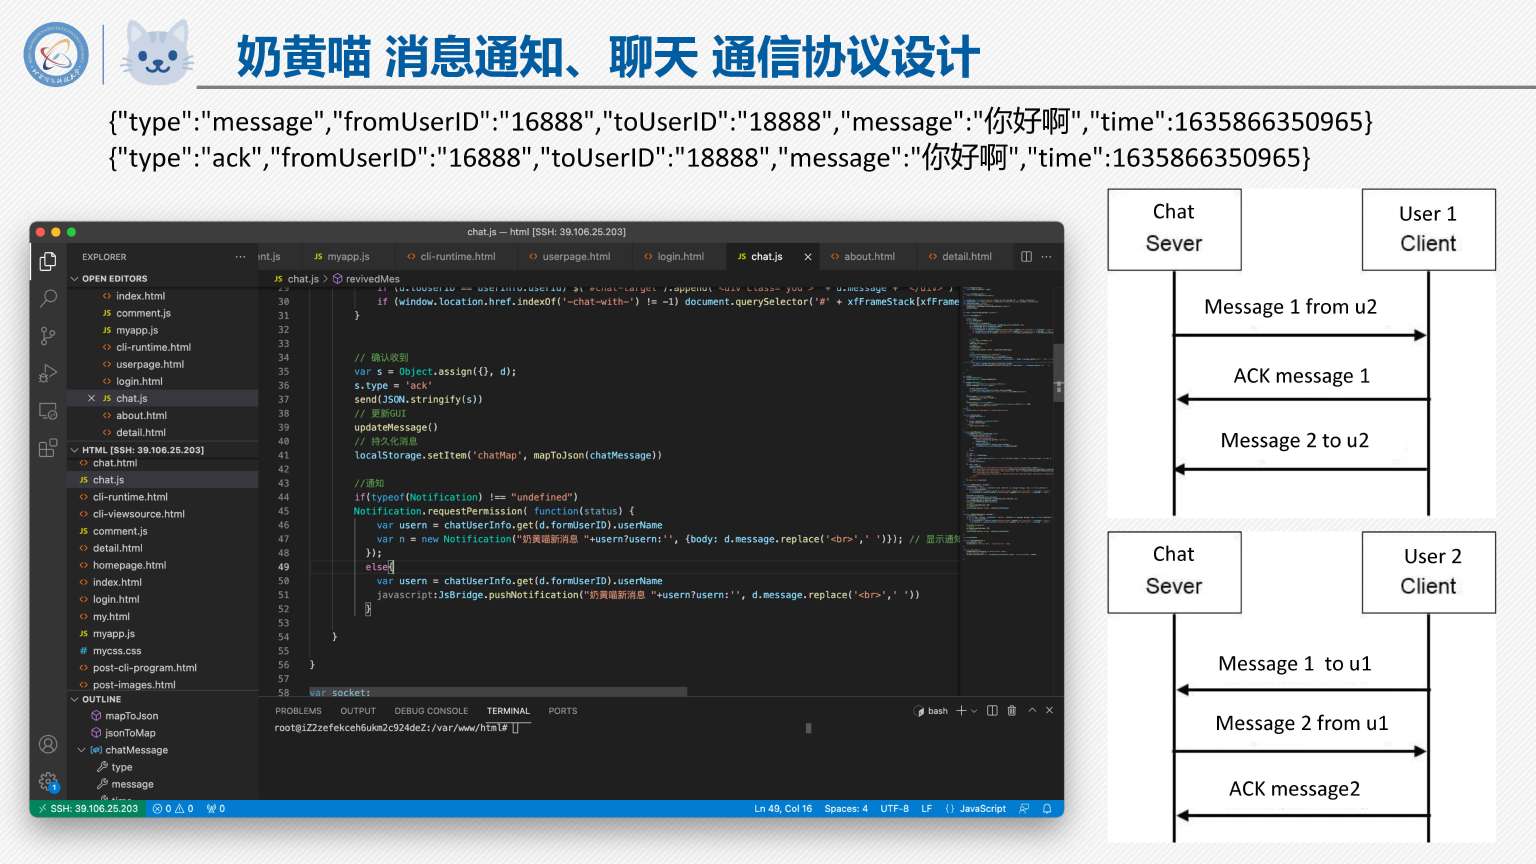 奶黄喵 消息通知、聊天 通信协议设计
{"type":"message","fromUserID":"16888","toUserID":"18888","message":"你好啊","time":1635866350965}
{"type":"ack","fromUserID":"16888","toUserID":"18888","message":"你好啊","time":1635866350965}
chat.js — html [SSH: 39.106.25.203]
EXPLORER
OPEN EDITORS
index.html
comment.js
myapp.js
cli-runtime.html
userpage.html
login.html
chat.js
about.html
detail.html
HTML [SSH: 39.106.25.203]
chat.html
chat.js
cli-runtime.html
cli-viewsource.html
comment.js
detail.html
homepage.html
index.html
login.html
my.html
myapp.js
mycss.css
post-cli-program.html
post-images.html
OUTLINE
mapToJson
jsonToMap
chatMessage
type
message
nt.js
myapp.js
cli-runtime.html
userpage.html
login.html
chat.js
about.html
detail.html
chat.js > revivedMes
30 if (window.location.href.indexOf('-chat-with-') != -1) document.querySelector('#' + xfFrameStack[xfFrame
31 }
32
33
34 // 确认收到
35 var s = Object.assign({}, d);
36 s.type = 'ack'
37 send(JSON.stringify(s))
38 // 更新GUI
39 updateMessage()
40 // 持久化消息
41 localStorage.setItem('chatMap', mapToJson(chatMessage))
42
43 //通知
44 if(typeof(Notification) !== "undefined")
45 Notification.requestPermission( function(status) {
46 var usern = chatUserInfo.get(d.formUserID).userName
47 var n = new Notification("奶黄喵新消息 "+usern?usern:'', {body: d.message.replace('<br>',' ')}); // 显示通知
48 });
49 else{
50 var usern = chatUserInfo.get(d.formUserID).userName
51 javascript:JsBridge.pushNotification("奶黄喵新消息 "+usern?usern:'', d.message.replace('<br>',' '))
52 }
53
54 }
55
56 }
57
58 var socket;
PROBLEMS OUTPUT DEBUG CONSOLE TERMINAL PORTS
bash
root@iZ2zefekceh6ukm2c924deZ:/var/www/html#
SSH: 39.106.25.203 0 0 0
Ln 49, Col 16 Spaces: 4 UTF-8 LF {} JavaScript
Chat
Sever
User 1
Client
Message 1 from u2
ACK message 1
Message 2 to u2
Chat
Sever
User 2
Client
Message 1 to u1
Message 2 from u1
ACK message2